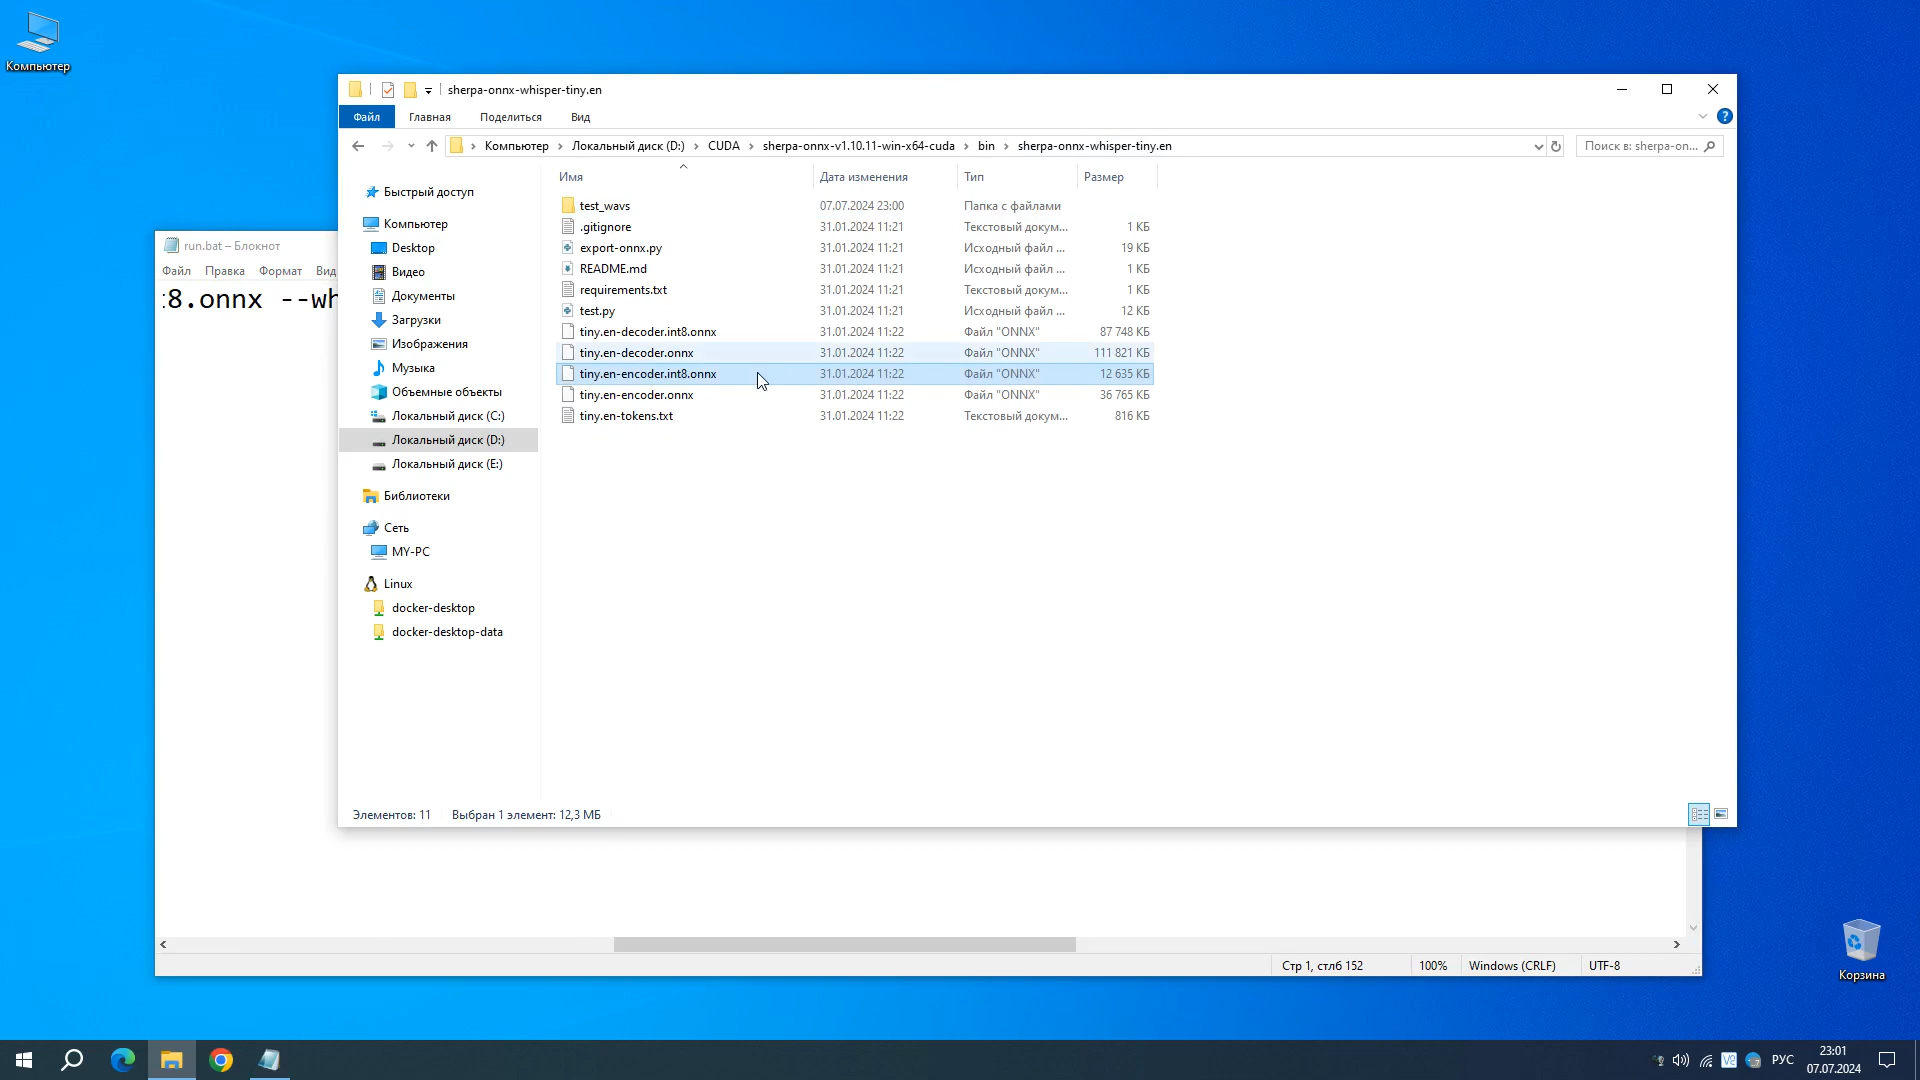 Компьютер
sherpa-onnx-whisper-tiny.en
Файл Главная Поделиться Вид
Компьютер Локальный диск (D:) CUDA sherpa-onnx-v1.10.11-win-x64-cuda bin sherpa-onnx-whisper-tiny.en
Поиск в: sherpa-on...
Быстрый доступ
Компьютер
Desktop
Видео
Документы
Загрузки
Изображения
Музыка
Объемные объекты
Локальный диск (C:)
Локальный диск (D:)
Локальный диск (E:)
Библиотеки
Сеть
MY-PC
Linux
docker-desktop
docker-desktop-data
Имя Дата изменения Тип Размер
test_wavs 07.07.2024 23:00 Папка с файлами
.gitignore 31.01.2024 11:21 Текстовый докум... 1 КБ
export-onnx.py 31.01.2024 11:21 Исходный файл ... 19 КБ
README.md 31.01.2024 11:21 Исходный файл ... 1 КБ
requirements.txt 31.01.2024 11:21 Текстовый докум... 1 КБ
test.py 31.01.2024 11:21 Исходный файл ... 12 КБ
tiny.en-decoder.int8.onnx 31.01.2024 11:22 Файл "ONNX" 87 748 КБ
tiny.en-decoder.onnx 31.01.2024 11:22 Файл "ONNX" 111 821 КБ
tiny.en-encoder.int8.onnx 31.01.2024 11:22 Файл "ONNX" 12 635 КБ
tiny.en-encoder.onnx 31.01.2024 11:22 Файл "ONNX" 36 765 КБ
tiny.en-tokens.txt 31.01.2024 11:22 Текстовый докум... 816 КБ
Элементов: 11 Выбран 1 элемент: 12,3 МБ
run.bat – Блокнот
Файл Правка Формат Вид
t8.onnx --wh
Стр 1, стлб 152 100% Windows (CRLF) UTF-8
Корзина
РУС
23:01
07.07.2024